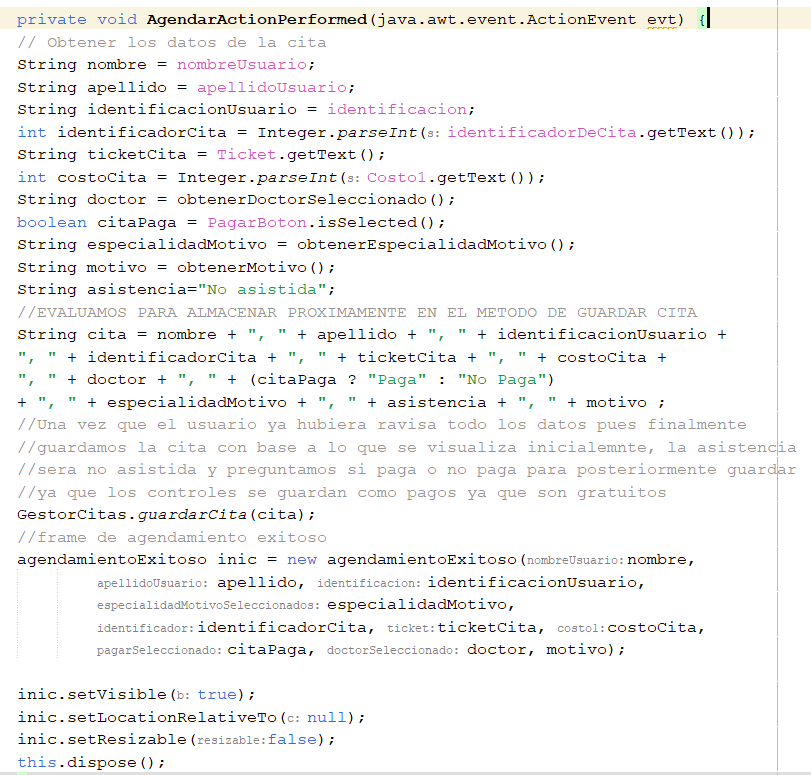 private void AgendarActionPerformed(java.awt.event.ActionEvent evt) {
// Obtener los datos de la cita
String nombre = nombreUsuario;
String apellido = apellidoUsuario;
String identificacionUsuario = identificacion;
int identificadorCita = Integer.parseInt(s: identificadorDeCita.getText());
String ticketCita = Ticket.getText();
int costoCita = Integer.parseInt(s: Costo1.getText());
String doctor = obtenerDoctorSeleccionado();
boolean citaPaga = PagarBoton.isSelected();
String especialidadMotivo = obtenerEspecialidadMotivo();
String motivo = obtenerMotivo();
String asistencia="No asistida";
//EVALUAMOS PARA ALMACENAR PROXIMAMENTE EN EL METODO DE GUARDAR CITA
String cita = nombre + ", " + apellido + ", " + identificacionUsuario +
", " + identificadorCita + ", " + ticketCita + ", " + costoCita +
", " + doctor + ", " + (citaPaga ? "Paga" : "No Paga")
+ ", " + especialidadMotivo + ", " + asistencia + ", " + motivo ;
//Una vez que el usuario ya hubiera ravisa todo los datos pues finalmente
//guardamos la cita con base a lo que se visualiza inicialemnte, la asistencia
//sera no asistida y preguntamos si paga o no paga para posteriormente guardar
//ya que los controles se guardan como pagos ya que son gratuitos
GestorCitas.guardarCita(cita);
//frame de agendamiento exitoso
agendamientoExitoso inic = new agendamientoExitoso(nombreUsuario: nombre,
apellidoUsuario: apellido, identificacion: identificacionUsuario,
especialidadMotivoSeleccionados: especialidadMotivo,
identificador: identificadorCita, ticket: ticketCita, costo1: costoCita,
pagarSeleccionado: citaPaga, doctorSeleccionado: doctor, motivo);
inic.setVisible(b: true);
inic.setLocationRelativeTo(c: null);
inic.setResizable(resizable: false);
this.dispose();